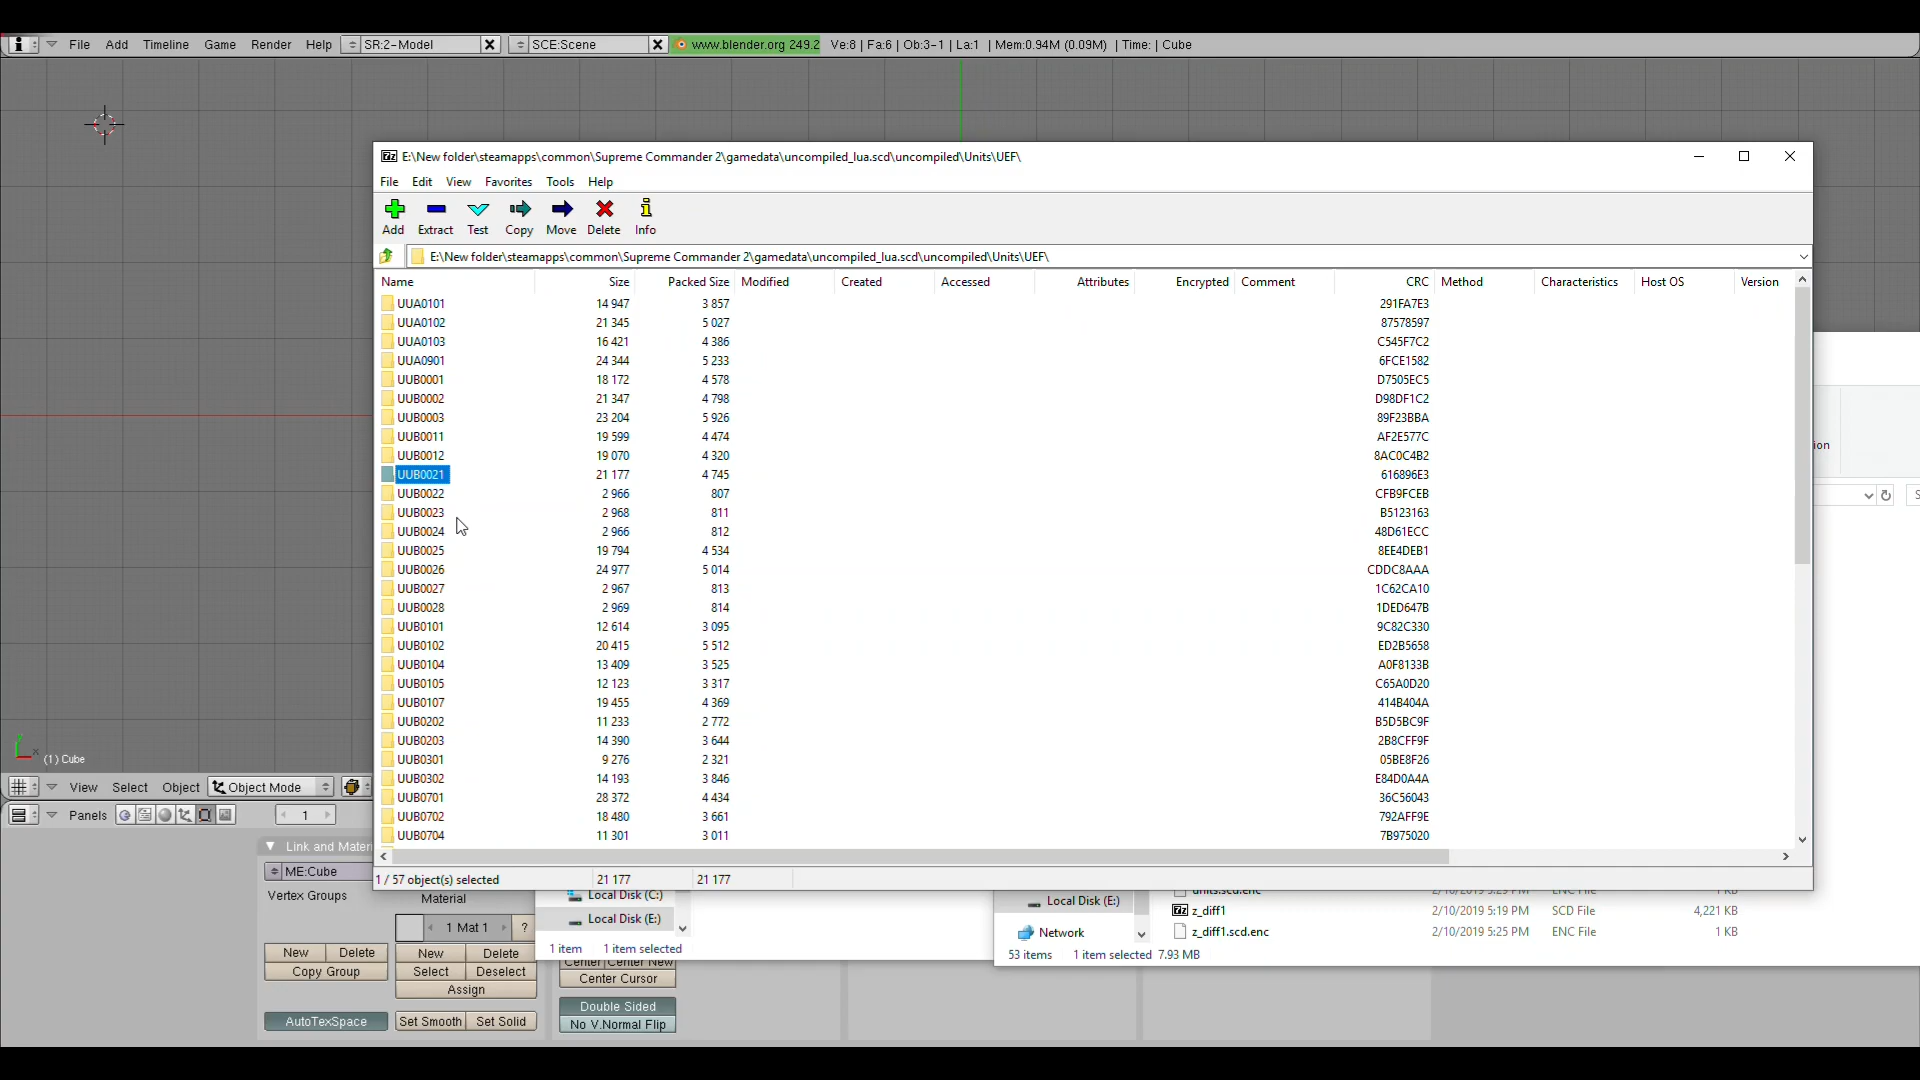 File Add Timeline Game Render Help SR:2-Model SCE:Scene www.blender.org 249.2 Ve:8 | Fa:6 | Ob:3-1 | La:1 | Mem:0.94M (0.09M) | Time: | Cube
E:\New folder\steamapps\common\Supreme Commander 2\gamedata\uncompiled_lua.scd\uncompiled\Units\UEF\
File Edit View Favorites Tools Help
Add Extract Test Copy Move Delete Info
E:\New folder\steamapps\common\Supreme Commander 2\gamedata\uncompiled_lua.scd\uncompiled\Units\UEF\
Name Size Packed Size Modified Created Accessed Attributes Encrypted Comment CRC Method Characteristics Host OS Version
UUA0101 14 947 3 857 291FA7E3
UUA0102 21 345 5 027 87578597
UUA0103 16 421 4 386 C545F7C2
UUA0901 24 344 5 233 6FCE1582
UUB0001 18 172 4 578 D7505EC5
UUB0002 21 347 4 798 D98DF1C2
UUB0003 23 204 5 926 89F23BBA
UUB0011 19 599 4 474 AF2E577C
ion
UUB0012 19 070 4 320 8AC0C4B2
UUB0021 21 177 4 745 616896E3
UUB0022 2 966 807 CFB9FCEB
UUB0023 2 968 811 B5123163
UUB0024 2 966 812 48D61ECC
UUB0025 19 794 4 534 8EE4DEB1
UUB0026 24 977 5 014 CDDC8AAA
UUB0027 2 967 813 1C62CA10
UUB0028 2 969 814 1DED647B
UUB0101 12 614 3 095 9C82C330
UUB0102 20 415 5 512 ED2B5658
UUB0104 13 409 3 525 A0F8133B
UUB0105 12 123 3 317 C65A0D20
UUB0107 19 455 4 369 414B404A
UUB0202 11 233 2 772 B5D5BC9F
UUB0203 14 390 3 644 2B8CFF9F
(1) Cube
UUB0301 9 276 2 321 05BE8F26
UUB0302 14 193 3 846 E84D0A4A
View Select Object Object Mode
UUB0701 28 372 4 434 36C56043
Panels 1
UUB0702 18 480 3 661 792AFF9E
UUB0704 11 301 3 011 7B975020
Link and Mater
ME:Cube
1 / 57 object(s) selected 21 177 21 177
Vertex Groups Material
Local Disk (C:)
units.scd.enc 2/10/2019 5:25 PM ENC File 1 KB
Local Disk (E:)
Local Disk (E:)
z_diff1 2/10/2019 5:19 PM SCD File 4,221 KB
1 Mat 1 ?
Network
z_diff1.scd.enc 2/10/2019 5:25 PM ENC File 1 KB
1 item 1 item selected
53 items 1 item selected 7.93 MB
New Delete New Delete
Center Center New
Copy Group Select Deselect Center Cursor
Assign
Double Sided
AutoTexSpace Set Smooth Set Solid No V.Normal Flip